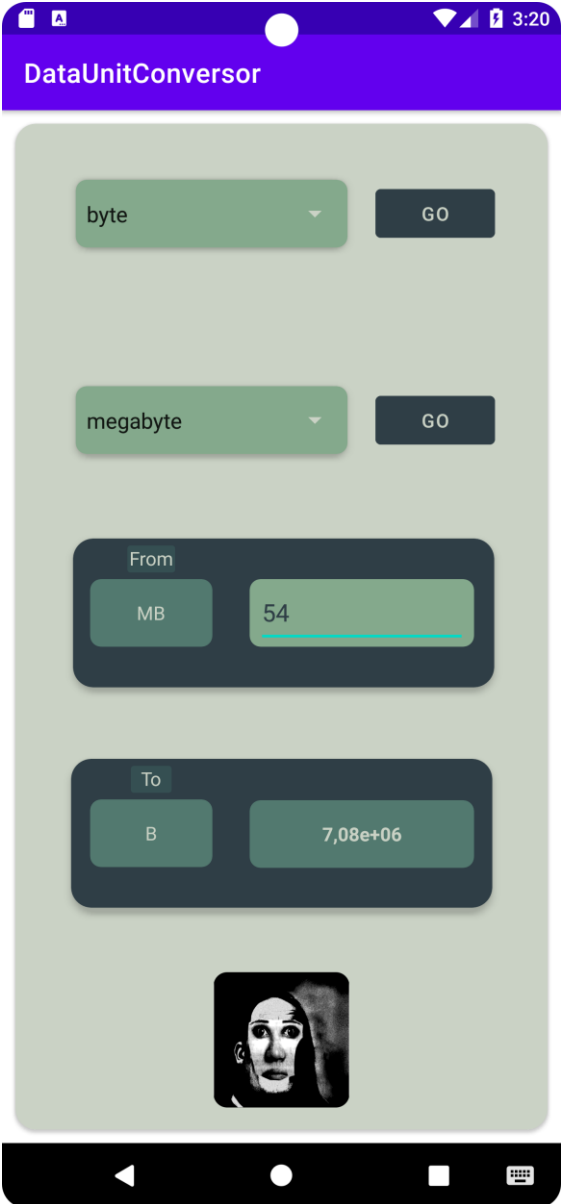 3:20
DataUnitConversor
byte
GO
megabyte
GO
From
MB
54
To
B
7,08e+06